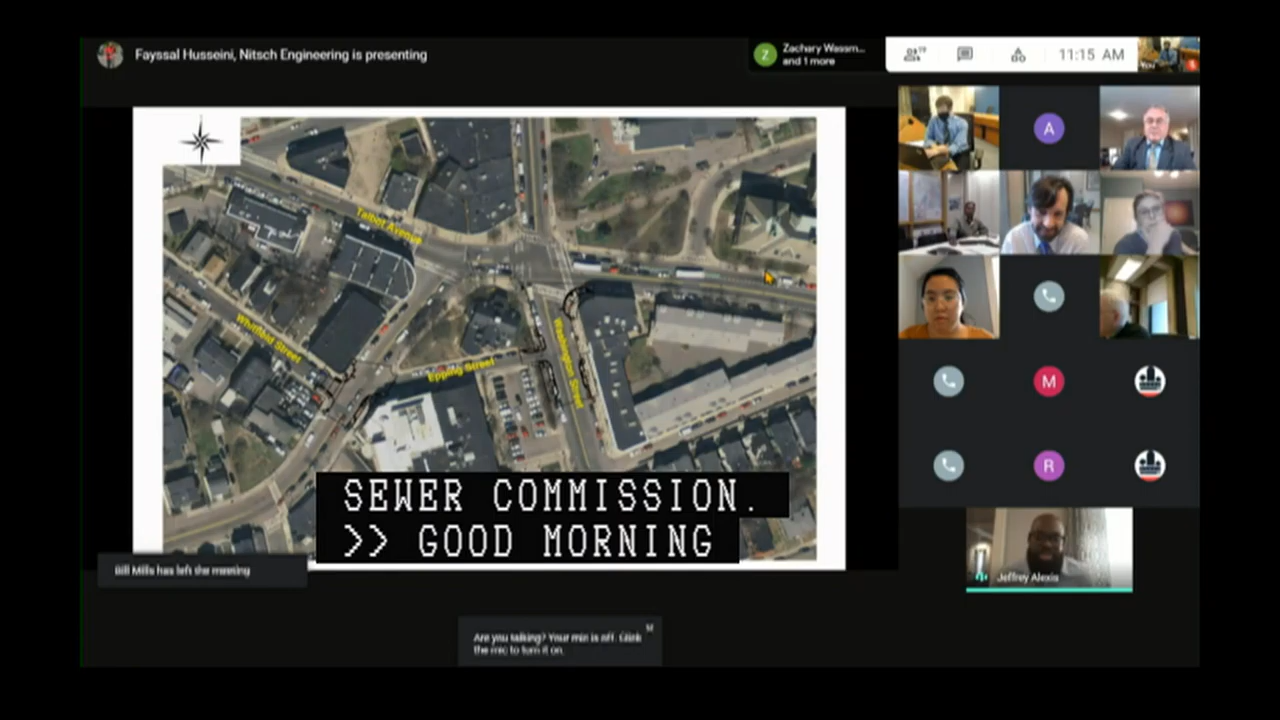 Fayssal Husseini, Nitsch Engineering is presenting
Zachary Wassm...
and 1 more
Z
19
11:15 AM
You
A
Talbot Avenue
Whitfield Street
Washington Street
Epping Street
M
R
SEWER COMMISSION.
>> GOOD MORNING
Jeffrey Alexis
Bill Mills has left the meeting
Are you talking? Your mic is off. Click
the mic to turn it on.